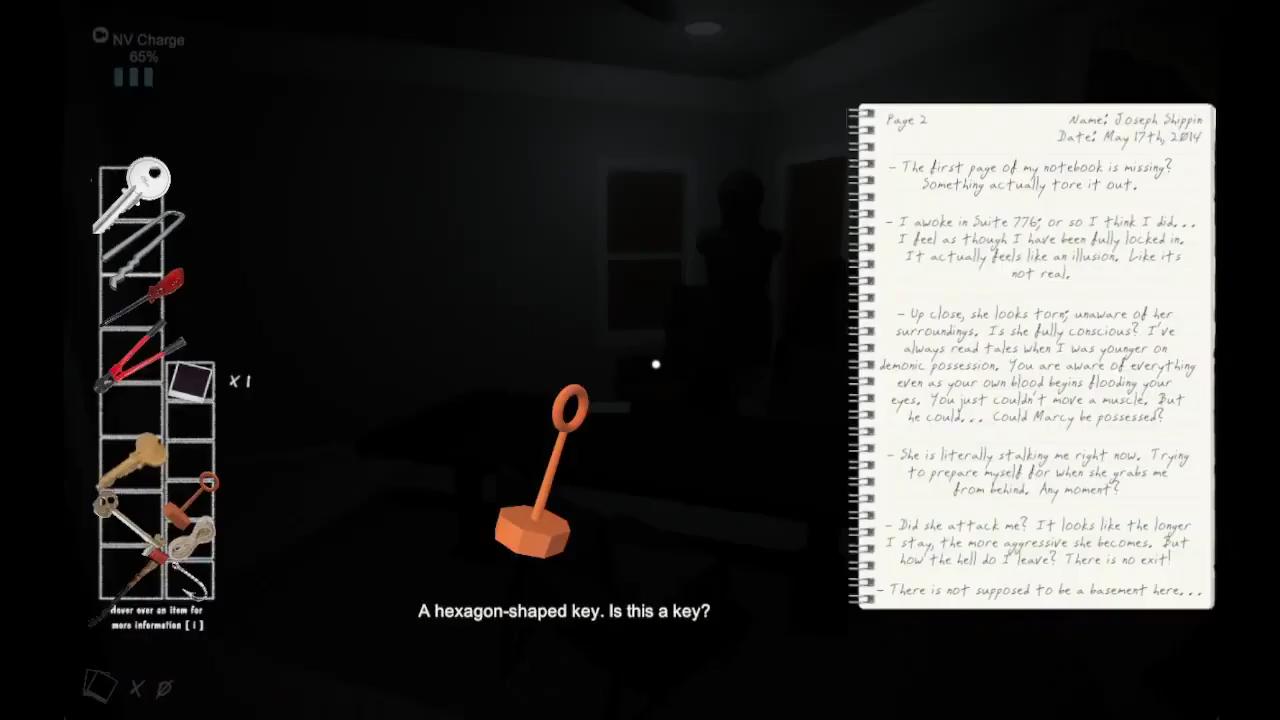 NV Charge
65%
X 1
Hover over an item for
more information [ i ]
X Ø
A hexagon-shaped key. Is this a key?
Page 2
Name: Joseph Shippin
Date: May 17th, 2014
- The first page of my notebook is missing?
Something actually tore it out.
- I awoke in Suite 776; or so I think I did...
I feel as though I have been fully locked in.
It actually feels like an illusion. Like it's
not real.
- Up close, she looks torn; unaware of her
surroundings. Is she fully conscious? I've
always read tales when I was younger on
demonic possession. You are aware of everything
even as your own blood begins flooding your
eyes. You just couldn't move a muscle. But
he could... Could Marcy be possessed?
- She is literally stalking me right now. Trying
to prepare myself for when she grabs me
from behind. Any moment?
- Did she attack me? It looks like the longer
I stay, the more aggressive she becomes. But
how the hell do I leave? There is no exit!
- There is not supposed to be a basement here...